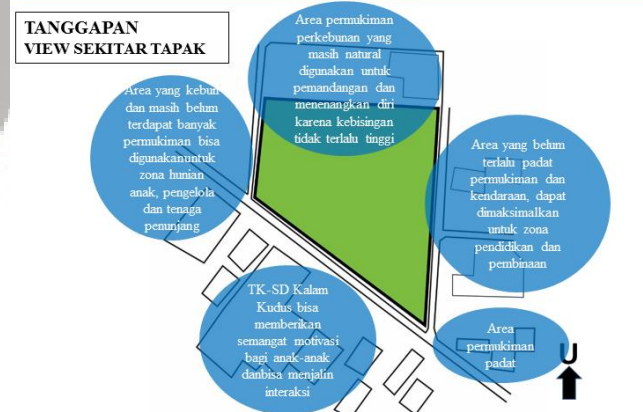 TANGGAPAN
VIEW SEKITAR TAPAK
Area permukiman
perkebunan yang
masih natural
digunakan untuk
pemandangan dan
menenangkan diri
karena kebisingan
tidak terlalu tinggi
Area yang kebun
dan masih belum
terdapat banyak
permukiman bisa
digunakan untuk
zona hunian
anak, pengelola
dan tenaga
penunjang
Area yang belum
terlalu padat
permukiman dan
kendaraan, dapat
dimaksimalkan
untuk zona
pendidikan dan
pembinaan
TK-SD Kalam
Kudus bisa
memberikan
semangat motivasi
bagi anak-anak
danbisa menjalin
interaksi
Area
permukiman
padat
U